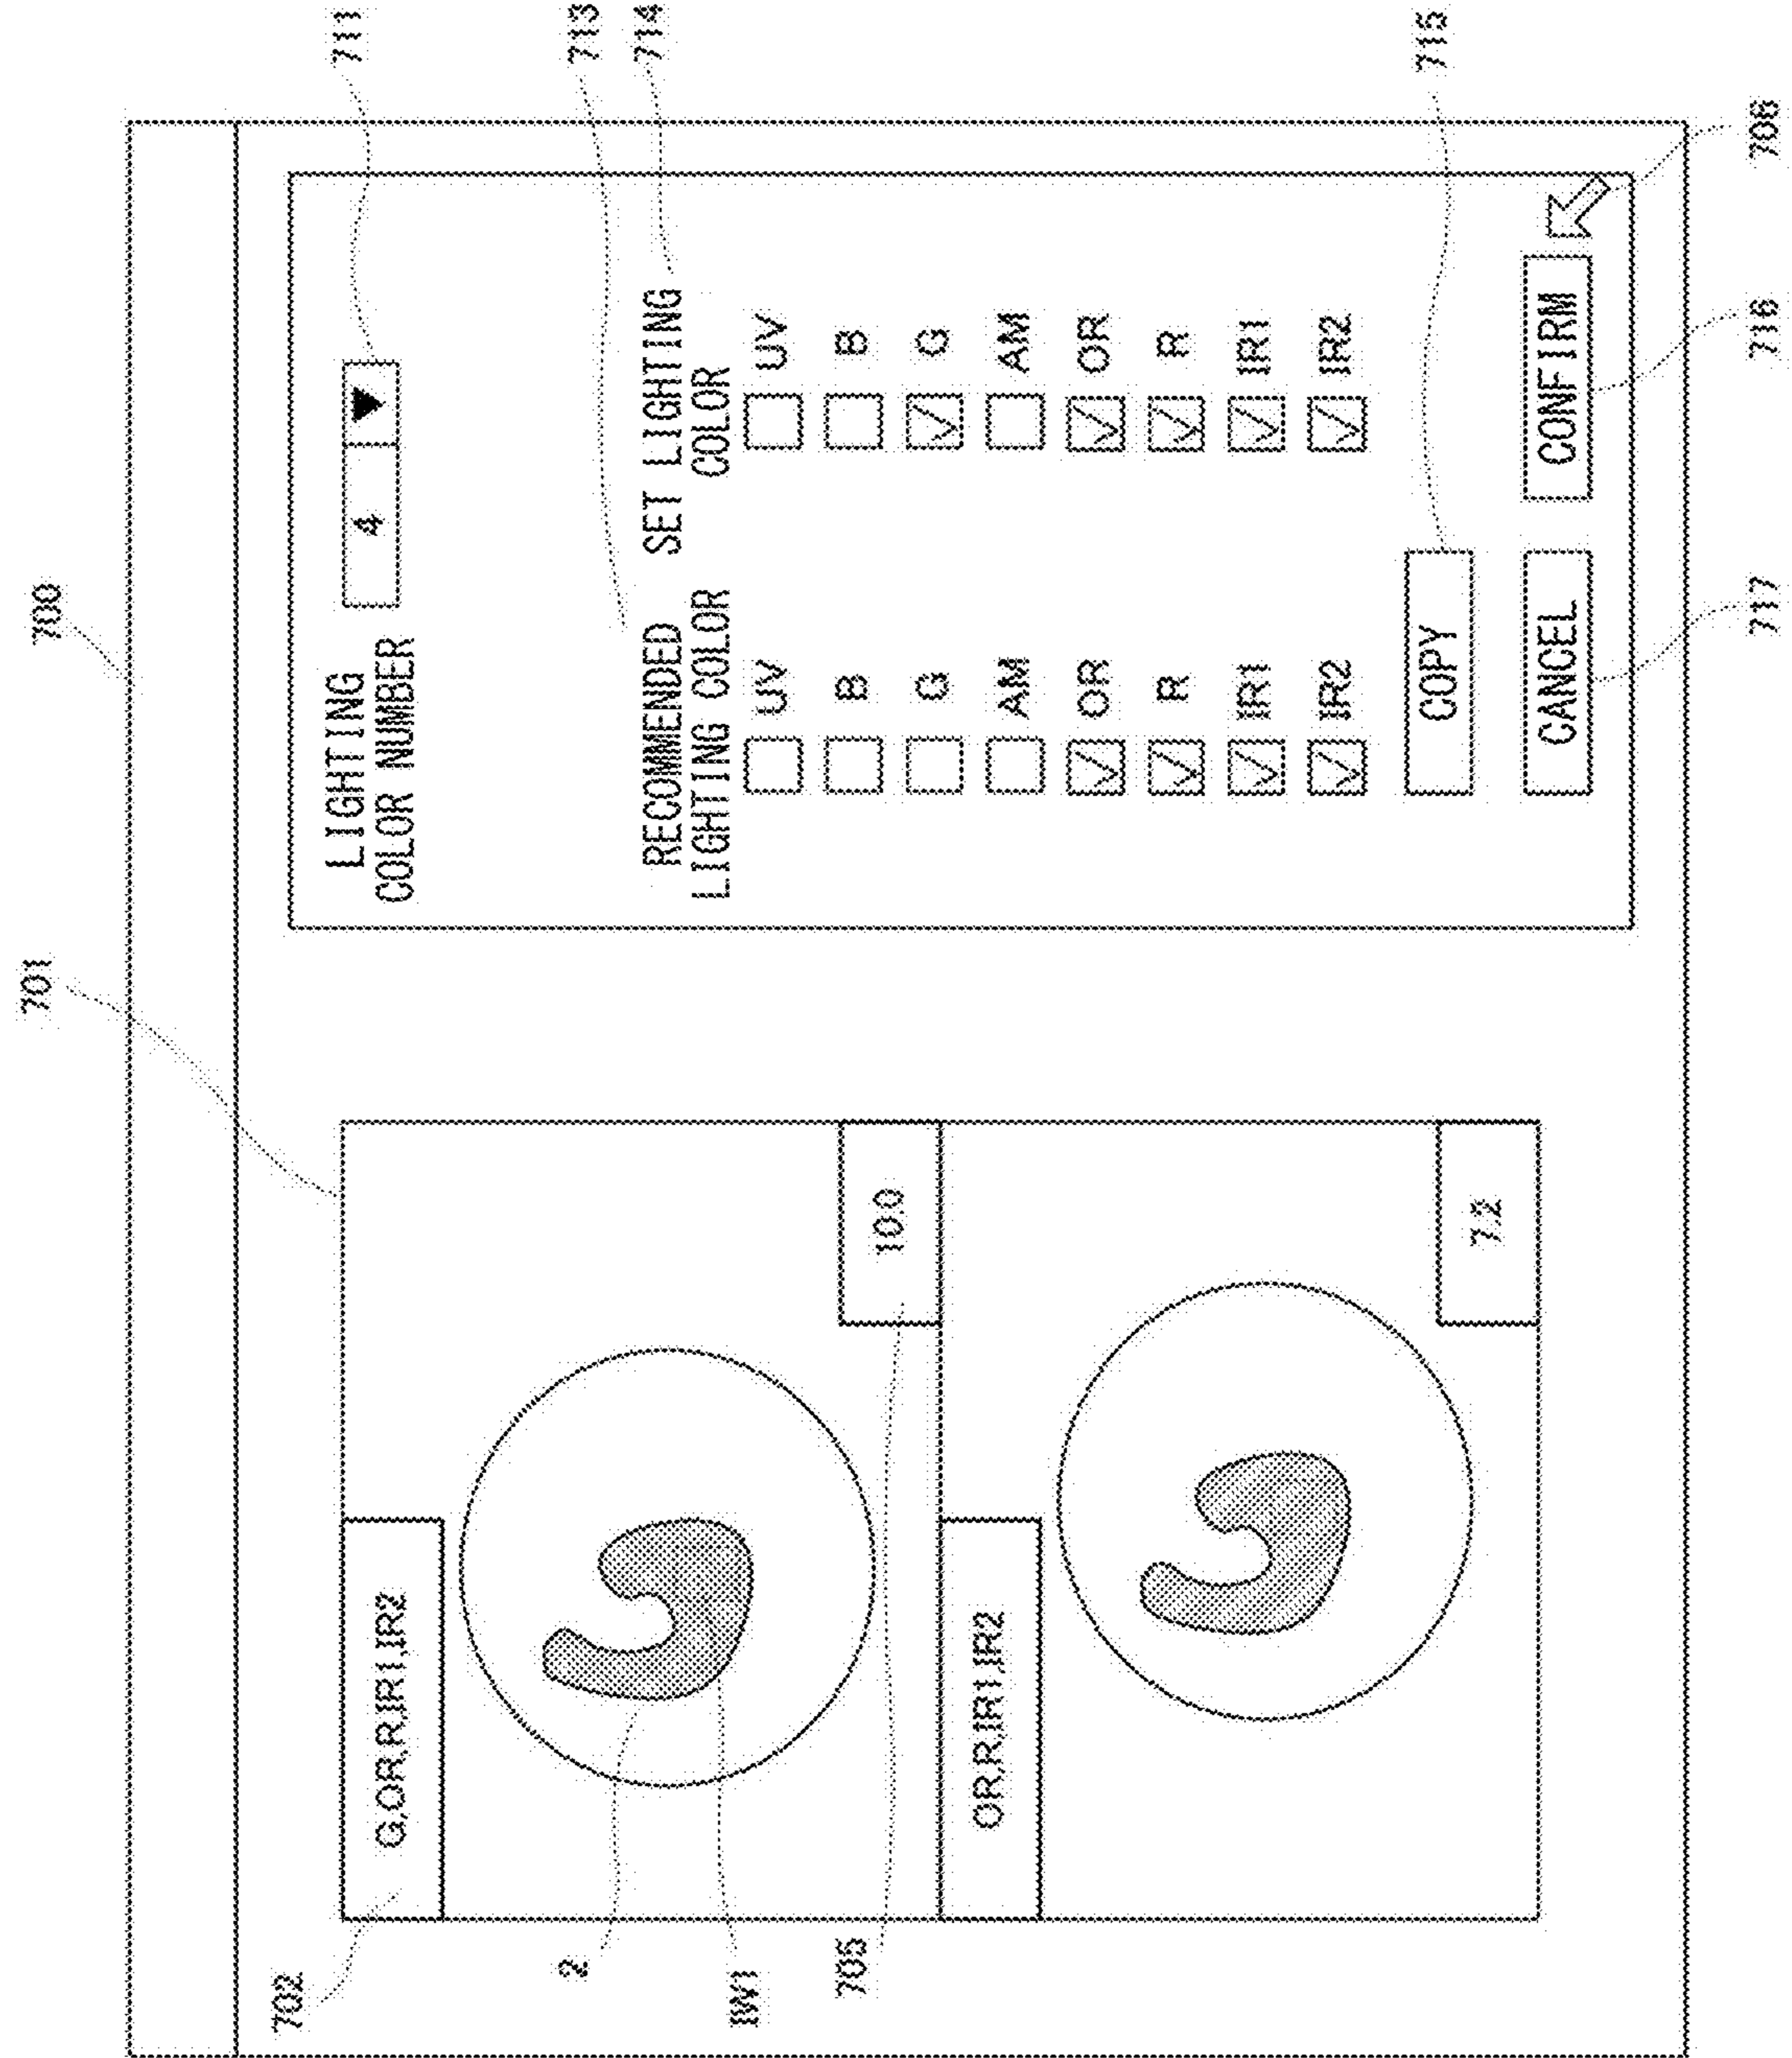 701
700
702
G,OR,R,IR1,IR2
LIGHTING
COLOR NUMBER
4
711
2
IW1
705
10.0
RECOMMENDED
LIGHTING COLOR
SET LIGHTING
COLOR
713
714
UV UV
B B
G G
AM AM
OR OR
R R
IR1 IR1
IR2 IR2
OR,R,IR1,IR2
7.2
COPY
715
CANCEL
CONFIRM
717
716
706